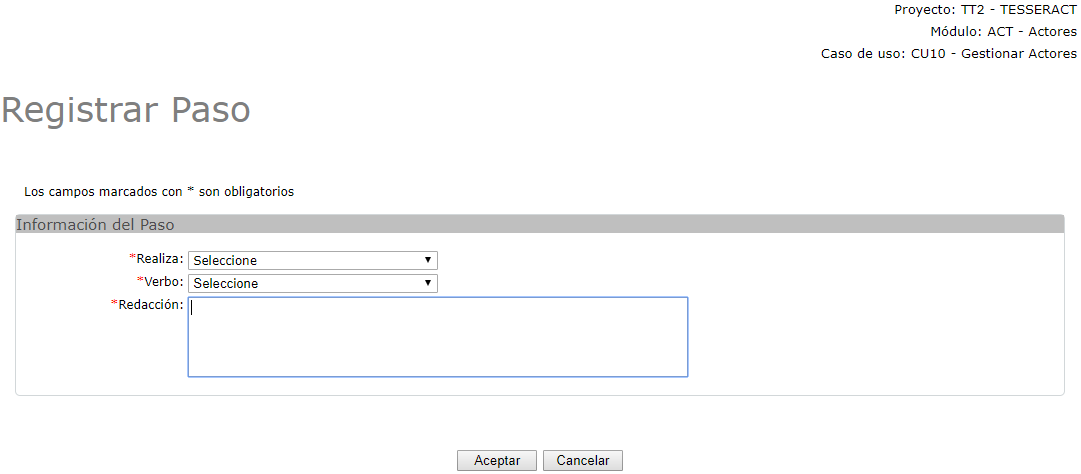 Proyecto: TT2 - TESSERACT
Módulo: ACT - Actores
Caso de uso: CU10 - Gestionar Actores
Registrar Paso
Los campos marcados con * son obligatorios
Información del Paso
*Realiza: Seleccione
*Verbo: Seleccione
*Redacción:
Aceptar Cancelar